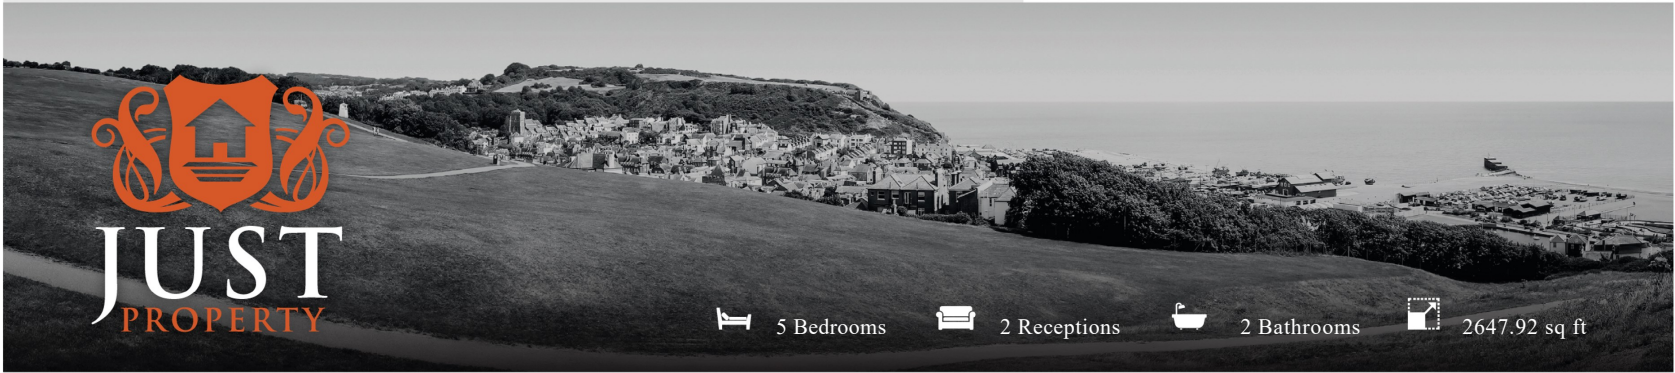 JUST
PROPERTY
5 Bedrooms
2 Receptions
2 Bathrooms
2647.92 sq ft